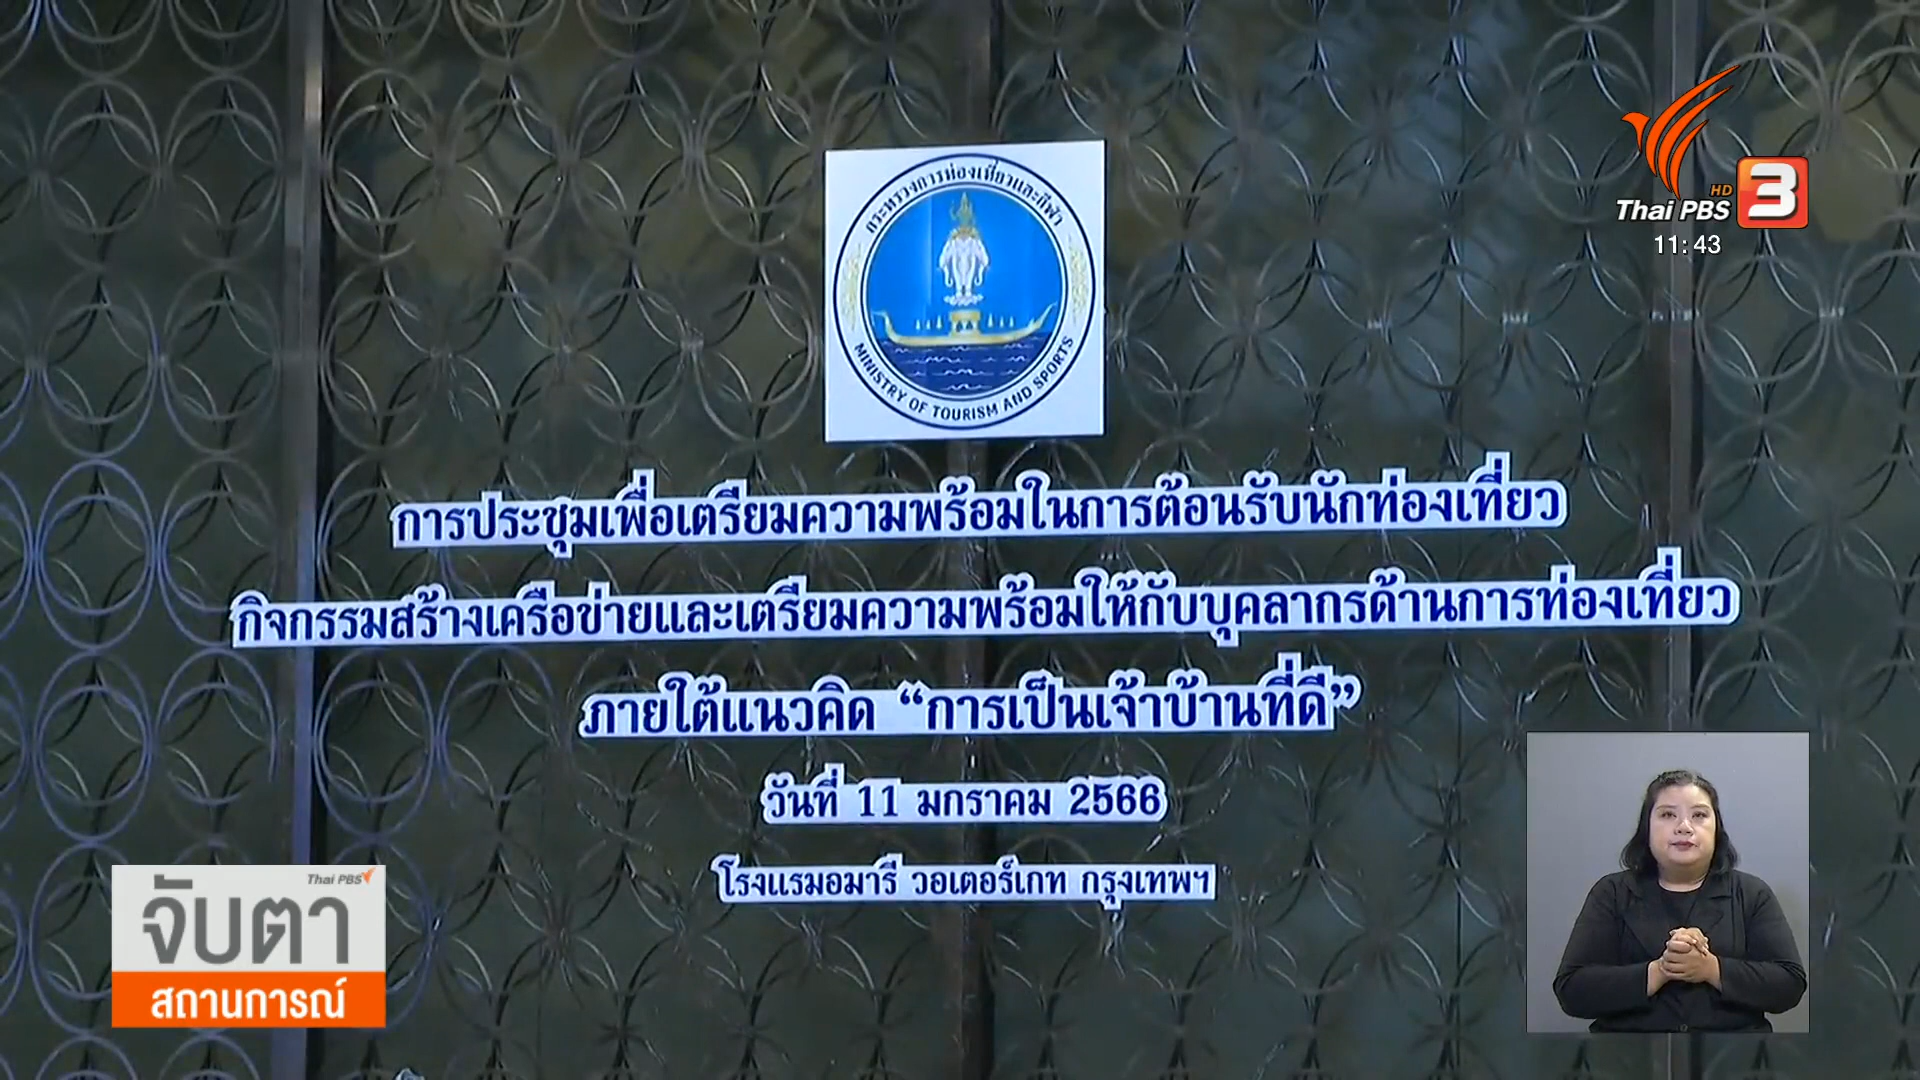 Thai PBS HD 3
11:43
กระทรวงการท่องเที่ยวและกีฬา
MINISTRY OF TOURISM AND SPORTS
การประชุมเพื่อเตรียมความพร้อมในการต้อนรับนักท่องเที่ยว
กิจกรรมสร้างเครือข่ายและเตรียมความพร้อมให้กับบุคลากรด้านการท่องเที่ยว
ภายใต้แนวคิด “การเป็นเจ้าบ้านที่ดี”
วันที่ 11 มกราคม 2566
โรงแรมอมารี วอเตอร์เกท กรุงเทพฯ
Thai PBS
จับตา
สถานการณ์